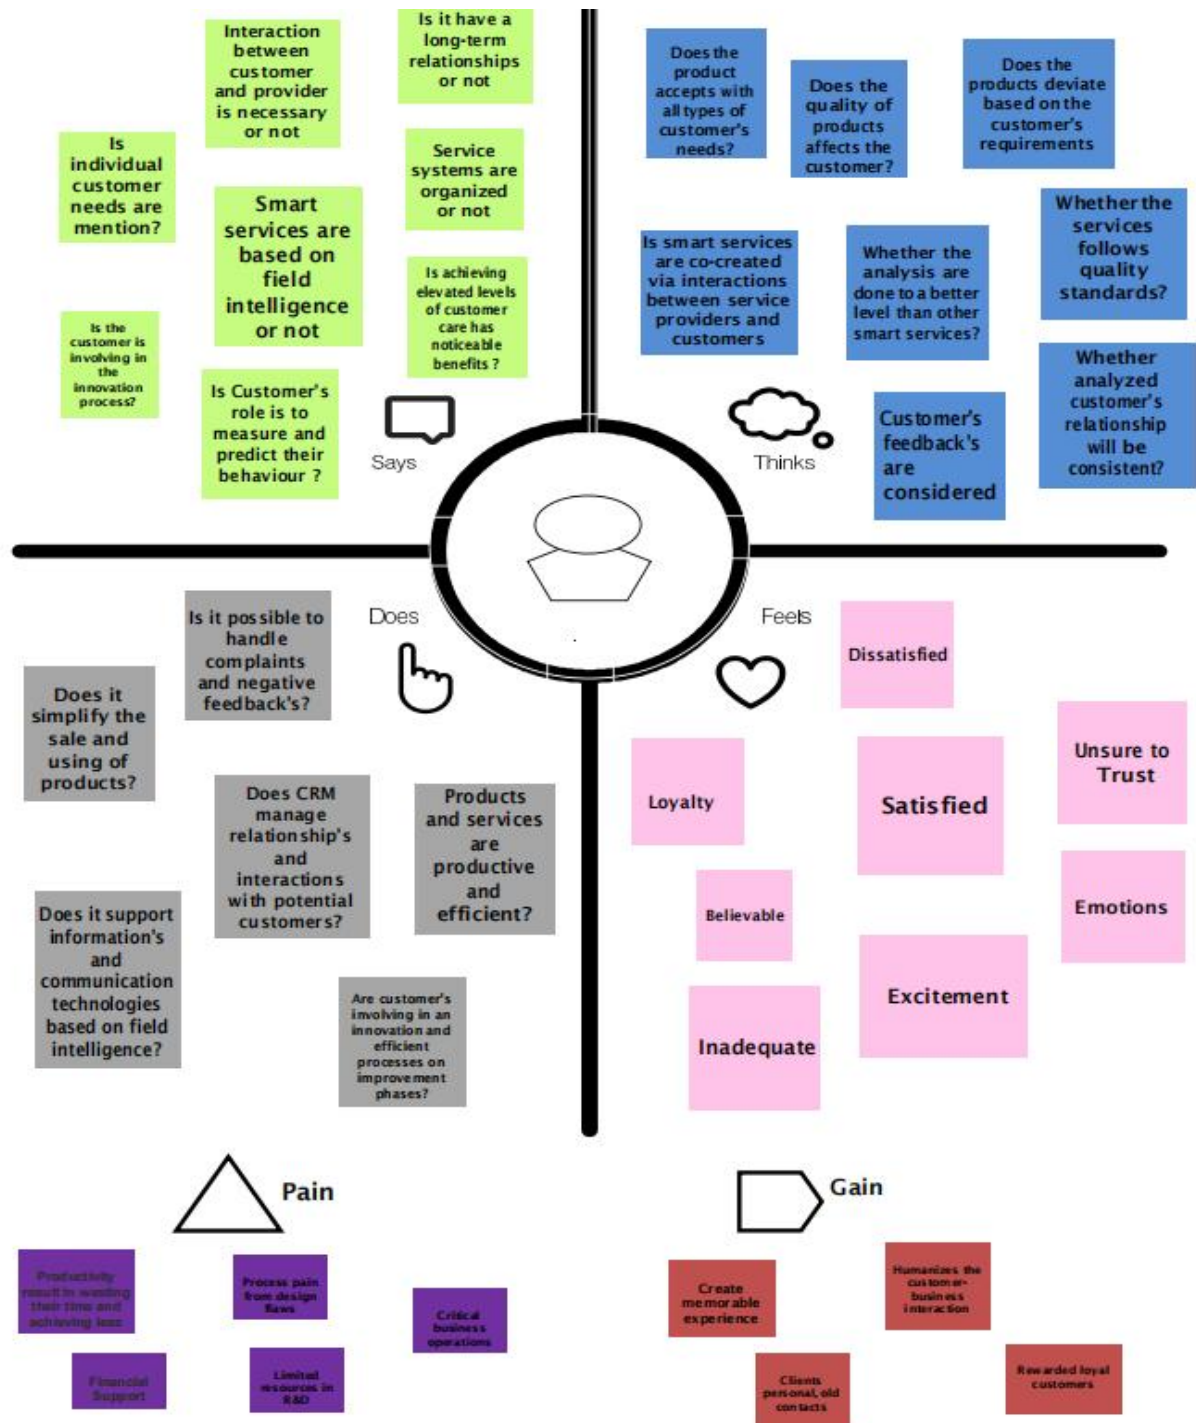 Interaction
between
customer
and provider
is necessary
or not
Is it have a
long-term
relationships
or not
Is
individual
customer
needs are
mention?
Service
systems are
organized
or not
Smart
services are
based on
field
intelligence
or not
Is achieving
elevated levels
of customer
care has
noticeable
benefits ?
Is the
customer is
involving in
the
innovation
process?
Is Customer's
role is to
measure and
predict their
behaviour ?
Says
Does the
product
accepts with
all types of
customer's
needs?
Does the
quality of
products
affects the
customer?
Does the
products deviate
based on the
customer's
requirements
Is smart services
are co-created
via interactions
between service
providers and
customers
Whether the
analysis are
done to a better
level than other
smart services?
Whether the
services
follows
quality
standards?
Customer's
feedback's
are
considered
Whether
analyzed
customer's
relationship
will be
consistent?
Thinks
Does
Is it possible to
handle
complaints
and negative
feedback's?
Does it
simplify the
sale and
using of
products?
Does CRM
manage
relationship's
and
interactions
with potential
customers?
Products
and services
are
productive
and
efficient?
Does it support
information's
and
communication
technologies
based on field
intelligence?
Are customer's
involving in an
innovation and
efficient
processes on
improvement
phases?
Feels
Dissatisfied
Loyalty
Satisfied
Unsure to
Trust
Believable
Emotions
Inadequate
Excitement
Pain
Productivity
result in wasting
their time and
achieving less
Process pain
from design
flaws
Critical
business
operations
Financial
Support
Limited
resources in
R&D
Gain
Create
memorable
experience
Humanizes the
customer-
business
interaction
Clients
personal, old
contacts
Rewarded loyal
customers